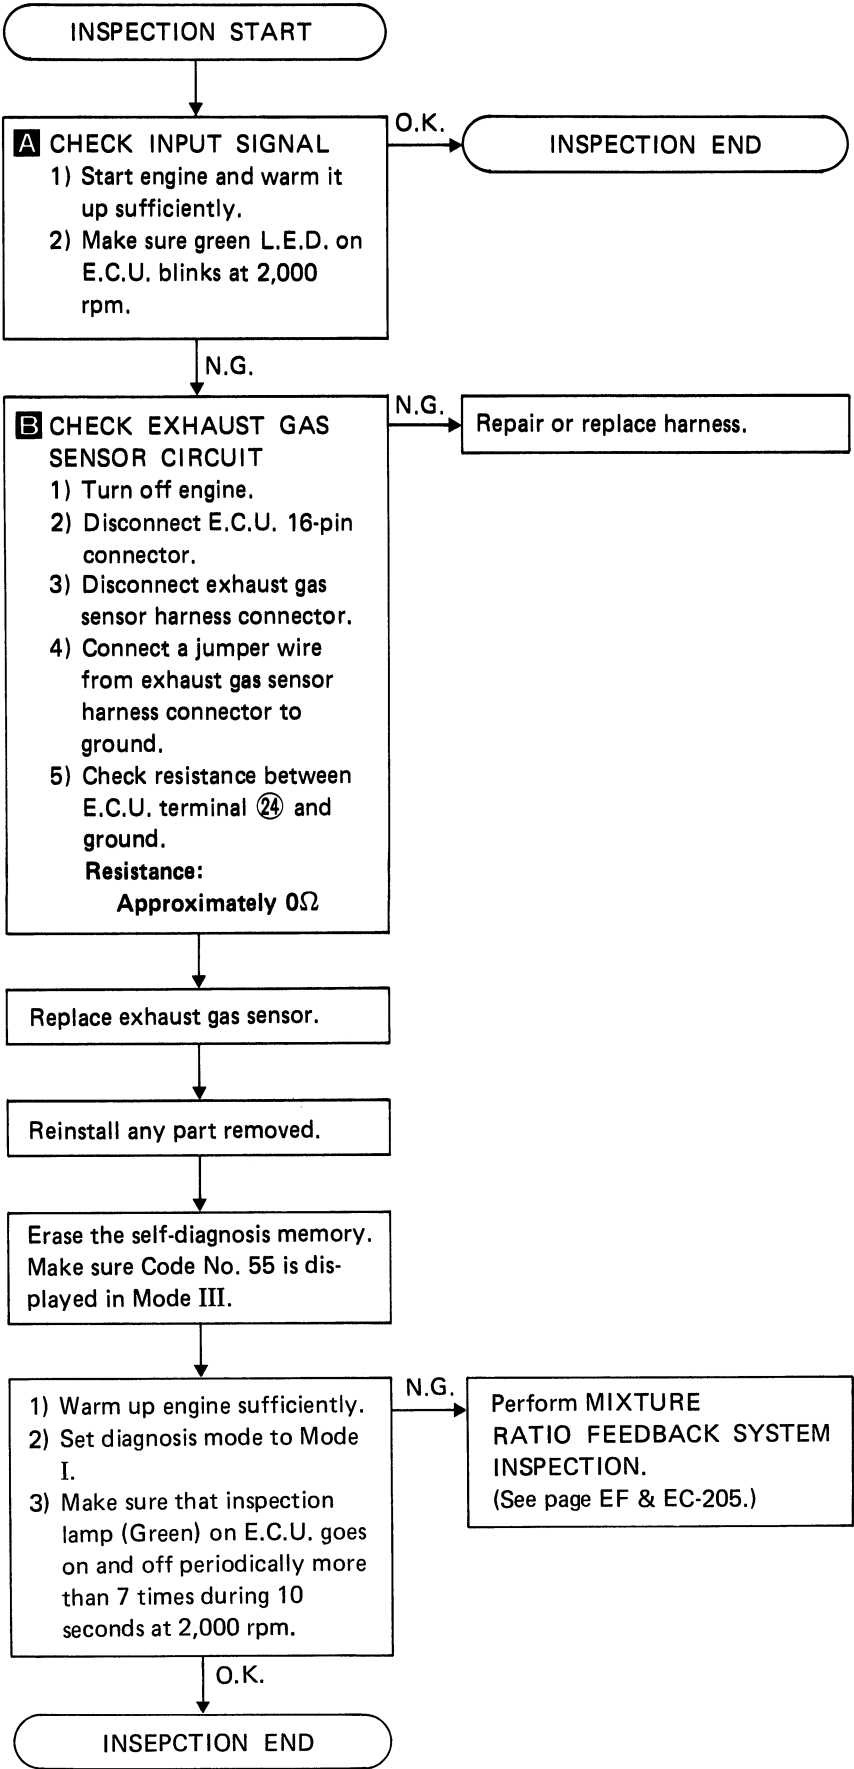 INSPECTION START
A CHECK INPUT SIGNAL
1) Start engine and warm it
up sufficiently.
2) Make sure green L.E.D. on
E.C.U. blinks at 2,000
rpm.
O.K.
INSPECTION END
N.G.
B CHECK EXHAUST GAS
SENSOR CIRCUIT
1) Turn off engine.
2) Disconnect E.C.U. 16-pin
connector.
3) Disconnect exhaust gas
sensor harness connector.
4) Connect a jumper wire
from exhaust gas sensor
harness connector to
ground.
5) Check resistance between
E.C.U. terminal ㉔ and
ground.
Resistance:
Approximately 0Ω
N.G.
Repair or replace harness.
Replace exhaust gas sensor.
Reinstall any part removed.
Erase the self-diagnosis memory.
Make sure Code No. 55 is dis-
played in Mode III.
1) Warm up engine sufficiently.
2) Set diagnosis mode to Mode
I.
3) Make sure that inspection
lamp (Green) on E.C.U. goes
on and off periodically more
than 7 times during 10
seconds at 2,000 rpm.
N.G.
Perform MIXTURE
RATIO FEEDBACK SYSTEM
INSPECTION.
(See page EF & EC-205.)
O.K.
INSEPCTION END